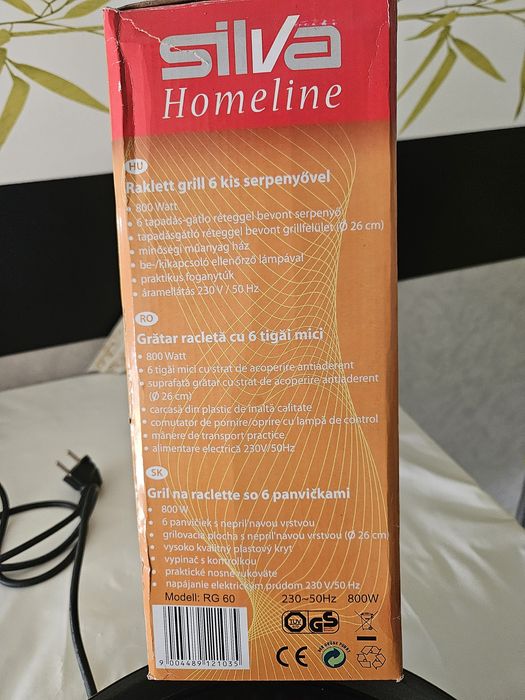 silva
Homeline
HU
Raklett grill 6 kis serpenyővel
• 800 Watt
• 6 tapadás-gátló réteggel bevont serpenyő
• tapadásgátló réteggel bevont grillfelület (Ø 26 cm)
• minőségi műanyag ház
• be-/kikapcsoló ellenőrző lámpával
• praktikus foganytúk
• áramellátás 230 V / 50 Hz
RO
Grătar racletă cu 6 tigăi mici
• 800 Watt
• 6 tigăi mici cu strat de acoperire antiaderent
• suprafată grătar cu strat de acoperire antiaderent
(Ø 26 cm)
• carcasă din plastic de înaltă calitate
• comutator de pornire/oprire cu lampă de control
• mânere de transport practice
• alimentare electrică 230V/50Hz
SK
Gril na raclette so 6 panvičkami
• 800 W
• 6 panvičiek s nepriľnavou vrstvou
• grilovacia plocha s nepriľnavou vrstvou (Ø 26 cm)
• vysoko kvalitný plastový kryt
• vypínač s kontrolkou
• praktické nosné rukoväte
• napájanie elektrickým prúdom 230 V/50 Hz
Modell: RG 60 230~50Hz 800W
9 004489 121035
TÜV GS
CE
DER GRÜNE PUNKT